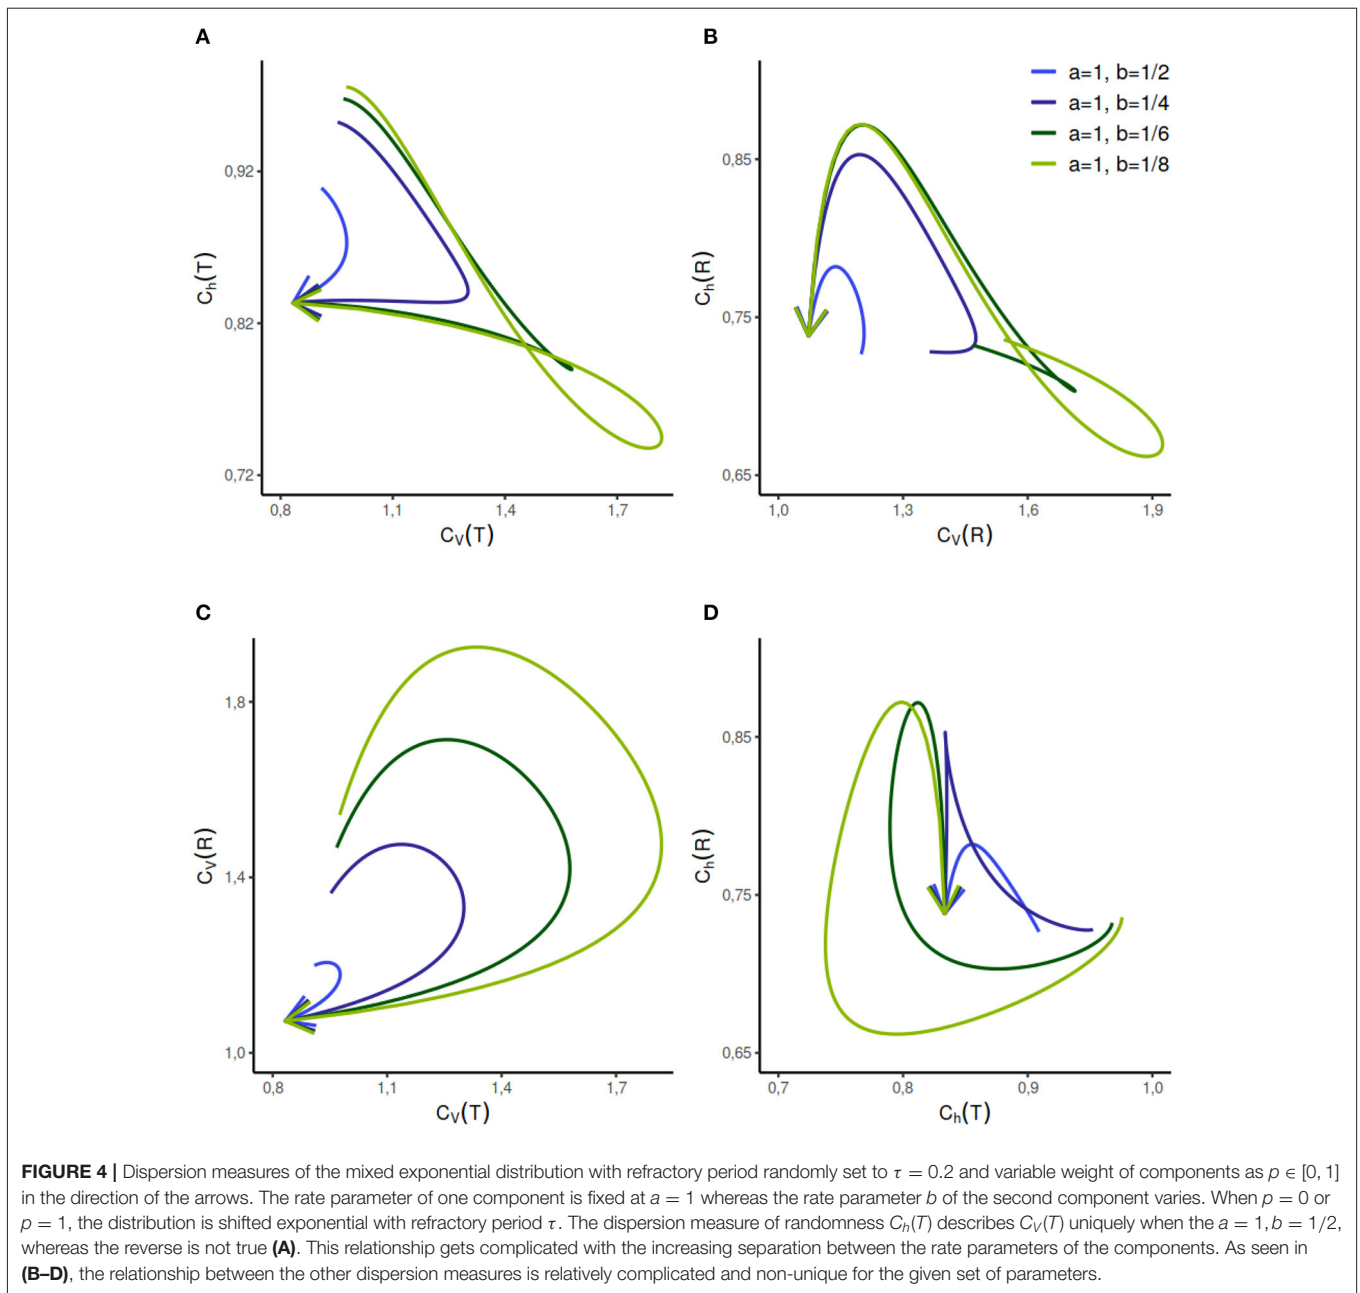 A
B
a=1, b=1/2
a=1, b=1/4
a=1, b=1/6
a=1, b=1/8
0,92
0,82
0,72
Ch(T)
0,8 1,1 1,4 1,7
CV(T)
0,85
0,75
0,65
Ch(R)
1,0 1,3 1,6 1,9
CV(R)
C
D
1,8
1,4
1,0
CV(R)
0,8 1,1 1,4 1,7
CV(T)
0,85
0,75
0,65
Ch(R)
0,7 0,8 0,9 1,0
Ch(T)
FIGURE 4 | Dispersion measures of the mixed exponential distribution with refractory period randomly set to τ = 0.2 and variable weight of components as p ∈ [0, 1]
in the direction of the arrows. The rate parameter of one component is fixed at a = 1 whereas the rate parameter b of the second component varies. When p = 0 or
p = 1, the distribution is shifted exponential with refractory period τ. The dispersion measure of randomness Ch(T) describes CV(T) uniquely when the a = 1, b = 1/2,
whereas the reverse is not true (A). This relationship gets complicated with the increasing separation between the rate parameters of the components. As seen in
(B–D), the relationship between the other dispersion measures is relatively complicated and non-unique for the given set of parameters.